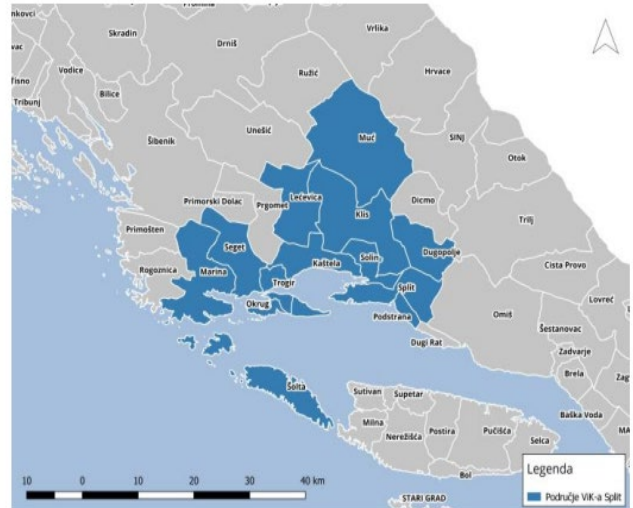 Skradin
Drniš
Vrlika
Vodice
Bilice
Tribunj
Ružić
Hrvace
Šibenik
Unešić
Muć
SINJ
Otok
Primorski Dolac
Prgomet
Lećevica
Klis
Dicmo
Trilj
Primošten
Rogoznica
Seget
Marina
Kaštela
Solin
Dugopolje
Cista Provo
Trogir
Okrug
Split
Podstrana
Omiš
Lovreć
Šestanovac
Dugi Rat
Zadvarje
Brela
Baška Voda
Šolta
Sutivan
Supetar
Milna
Nerežišća
Postira
Pučišća
Selca
Bol
STARI GRAD
10 0 10 20 30 40 km
Legenda
Područje ViK-a Split